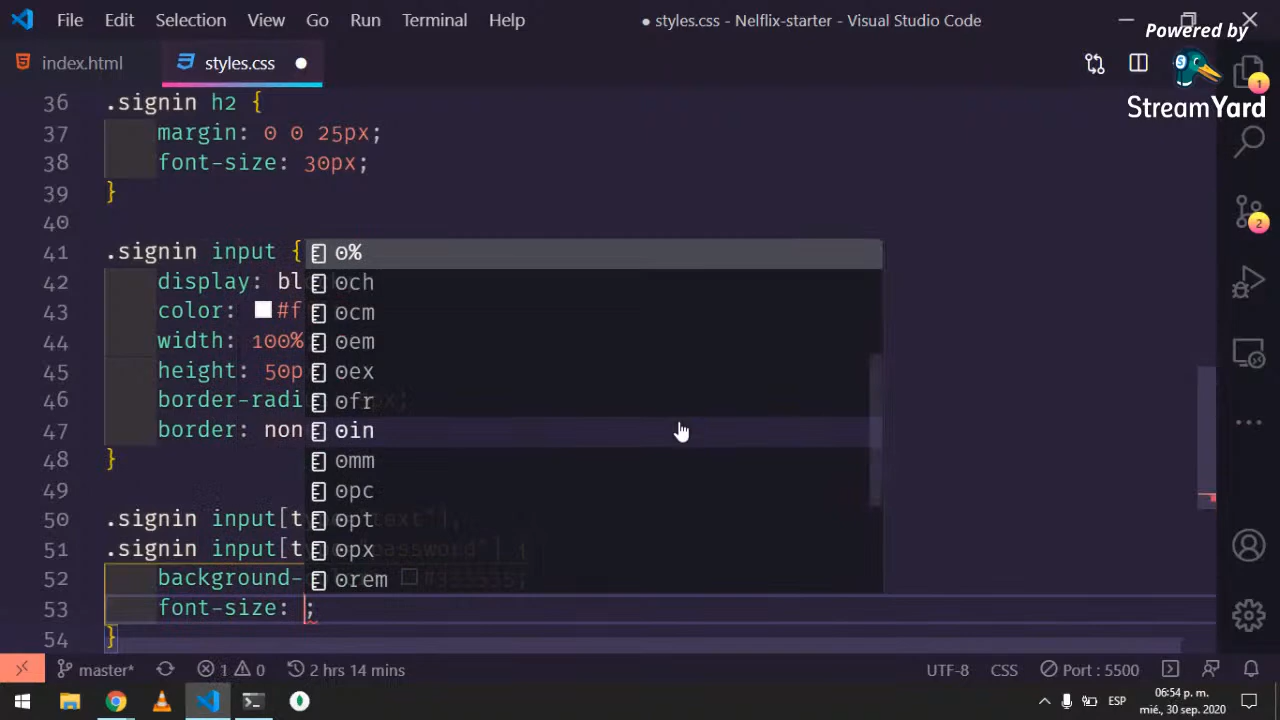 File Edit Selection View Go Run Terminal Help
● styles.css - Nelflix-starter - Visual Studio Code
Powered by
StreamYard
index.html
styles.css
36 .signin h2 {
37 margin: 0 0 25px;
38 font-size: 30px;
39 }
40
41 .signin input {
42 display: bl
43 color: #f
44 width: 100%
45 height: 50p
46 border-radi
47 border: non
48 }
49
50 .signin input[t
51 .signin input[t
52 background-
53 font-size: ;
54 }
0%
0ch
0cm
0em
0ex
0fr
0in
0mm
0pc
0pt
0px
0rem
1
2
1
master* 1 0 2 hrs 14 mins UTF-8 CSS Port : 5500
ESP
06:54 p. m.
mié., 30 sep. 2020